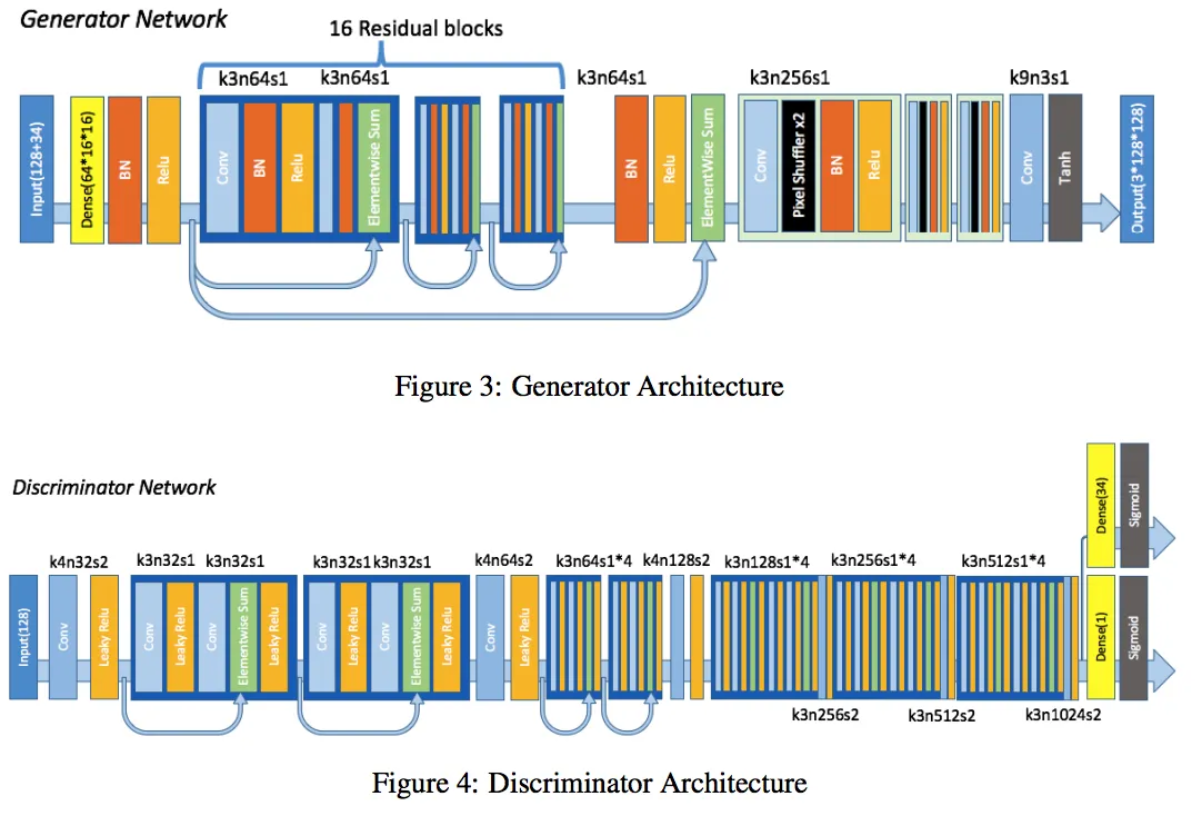 Generator Network
16 Residual blocks
k3n64s1
k3n64s1
k3n64s1
k3n256s1
k9n3s1
Input(128+34)
Dense(64*16*16)
BN
Relu
Conv
BN
Relu
ElementWise Sum
BN
Relu
ElementWise Sum
Conv
Pixel Shuffler x2
BN
Relu
Conv
Tanh
Output(3*128*128)
Figure 3: Generator Architecture
Discriminator Network
k4n32s2
k3n32s1
k3n32s1
k3n32s1
k3n32s1
k4n64s2
k3n64s1*4
k4n128s2
k3n128s1*4
k3n256s1*4
k3n512s1*4
Input(128)
Conv
Leaky Relu
Conv
Leaky Relu
Conv
Elementwise Sum
Leaky Relu
Conv
Leaky Relu
Conv
Elementwise Sum
Leaky Relu
Conv
Leaky Relu
Dense(34)
Sigmoid
Dense(1)
Sigmoid
k3n256s2
k3n512s2
k3n1024s2
Figure 4: Discriminator Architecture